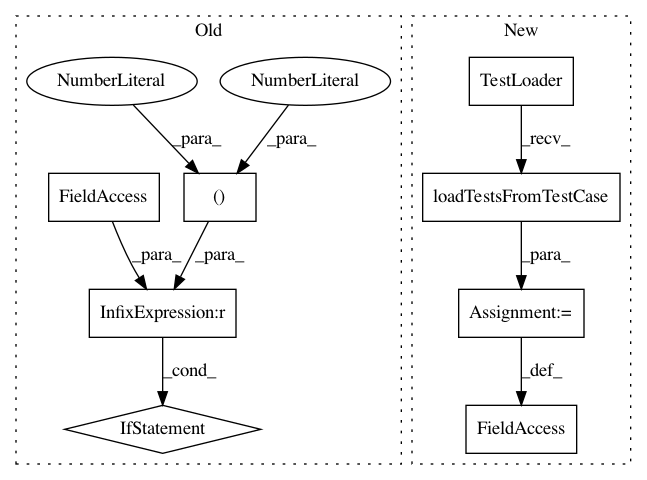 Old
New
NumberLiteral
NumberLiteral
TestLoader
_para_
_para_
_recv_
FieldAccess
()
loadTestsFromTestCase
_para_
_para_
_para_
InfixExpression:r
Assignment:=
_cond_
_def_
IfStatement
FieldAccess